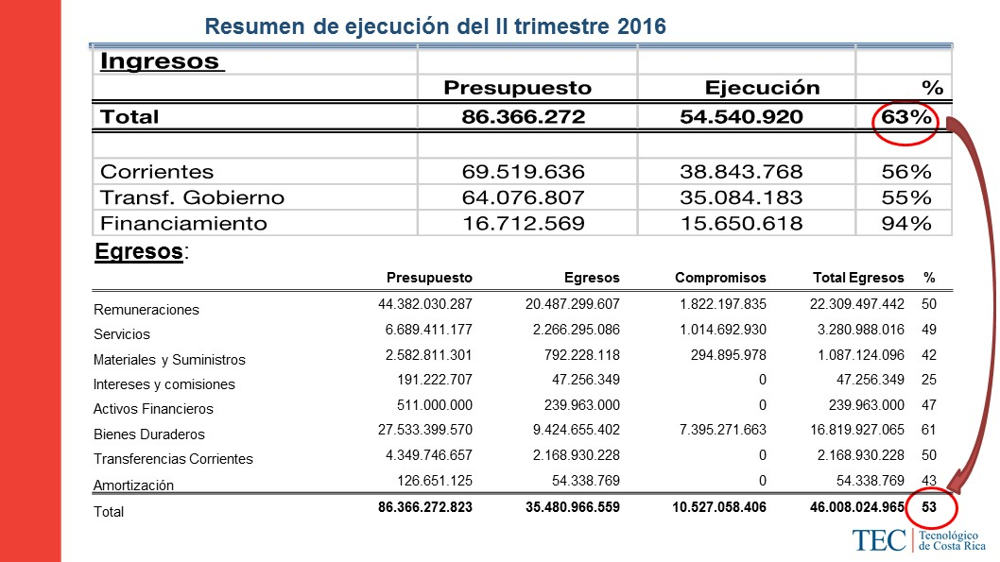 Resumen de ejecución del II trimestre 2016
Ingresos
Presupuesto Ejecución %
Total 86.366.272 54.540.920 63%
Corrientes 69.519.636 38.843.768 56%
Transf. Gobierno 64.076.807 35.084.183 55%
Financiamiento 16.712.569 15.650.618 94%
Egresos:
Presupuesto Egresos Compromisos Total Egresos %
Remuneraciones 44.382.030.287 20.487.299.607 1.822.197.835 22.309.497.442 50
Servicios 6.689.411.177 2.266.295.086 1.014.692.930 3.280.988.016 49
Materiales y Suministros 2.582.811.301 792.228.118 294.895.978 1.087.124.096 42
Intereses y comisiones 191.222.707 47.256.349 0 47.256.349 25
Activos Financieros 511.000.000 239.963.000 0 239.963.000 47
Bienes Duraderos 27.533.399.570 9.424.655.402 7.395.271.663 16.819.927.065 61
Transferencias Corrientes 4.349.746.657 2.168.930.228 0 2.168.930.228 50
Amortización 126.651.125 54.338.769 0 54.338.769 43
Total 86.366.272.823 35.480.966.559 10.527.058.406 46.008.024.965 53
TEC Tecnológico
de Costa Rica